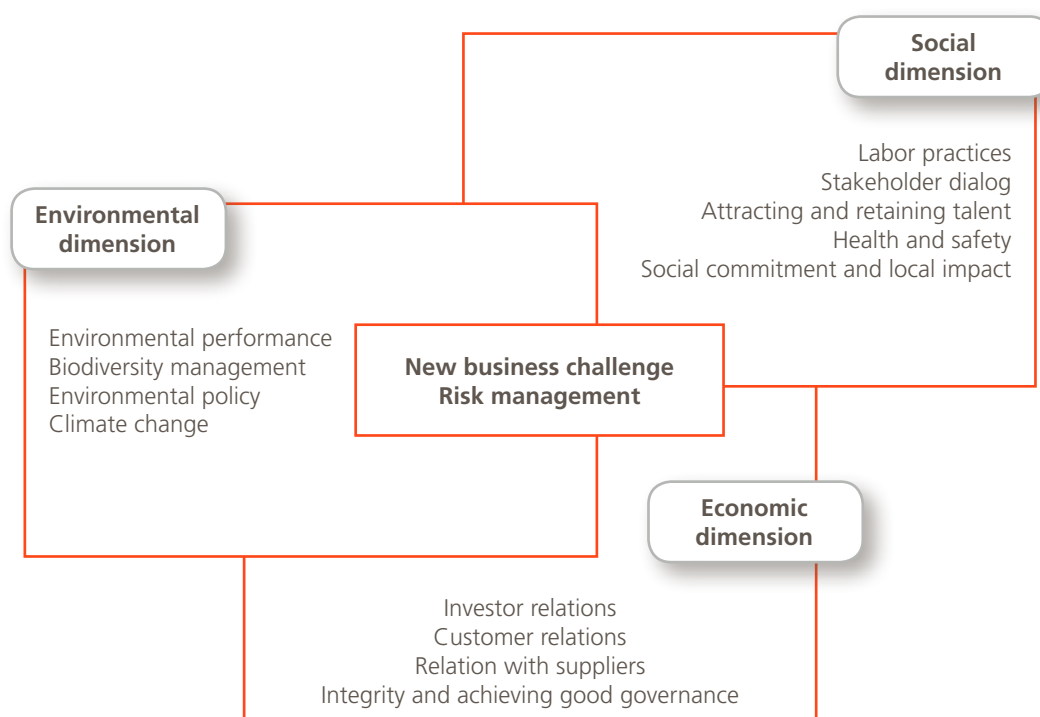 Social
dimension
Labor practices
Stakeholder dialog
Attracting and retaining talent
Health and safety
Social commitment and local impact
Environmental
dimension
Environmental performance
Biodiversity management
Environmental policy
Climate change
New business challenge
Risk management
Economic
dimension
Investor relations
Customer relations
Relation with suppliers
Integrity and achieving good governance